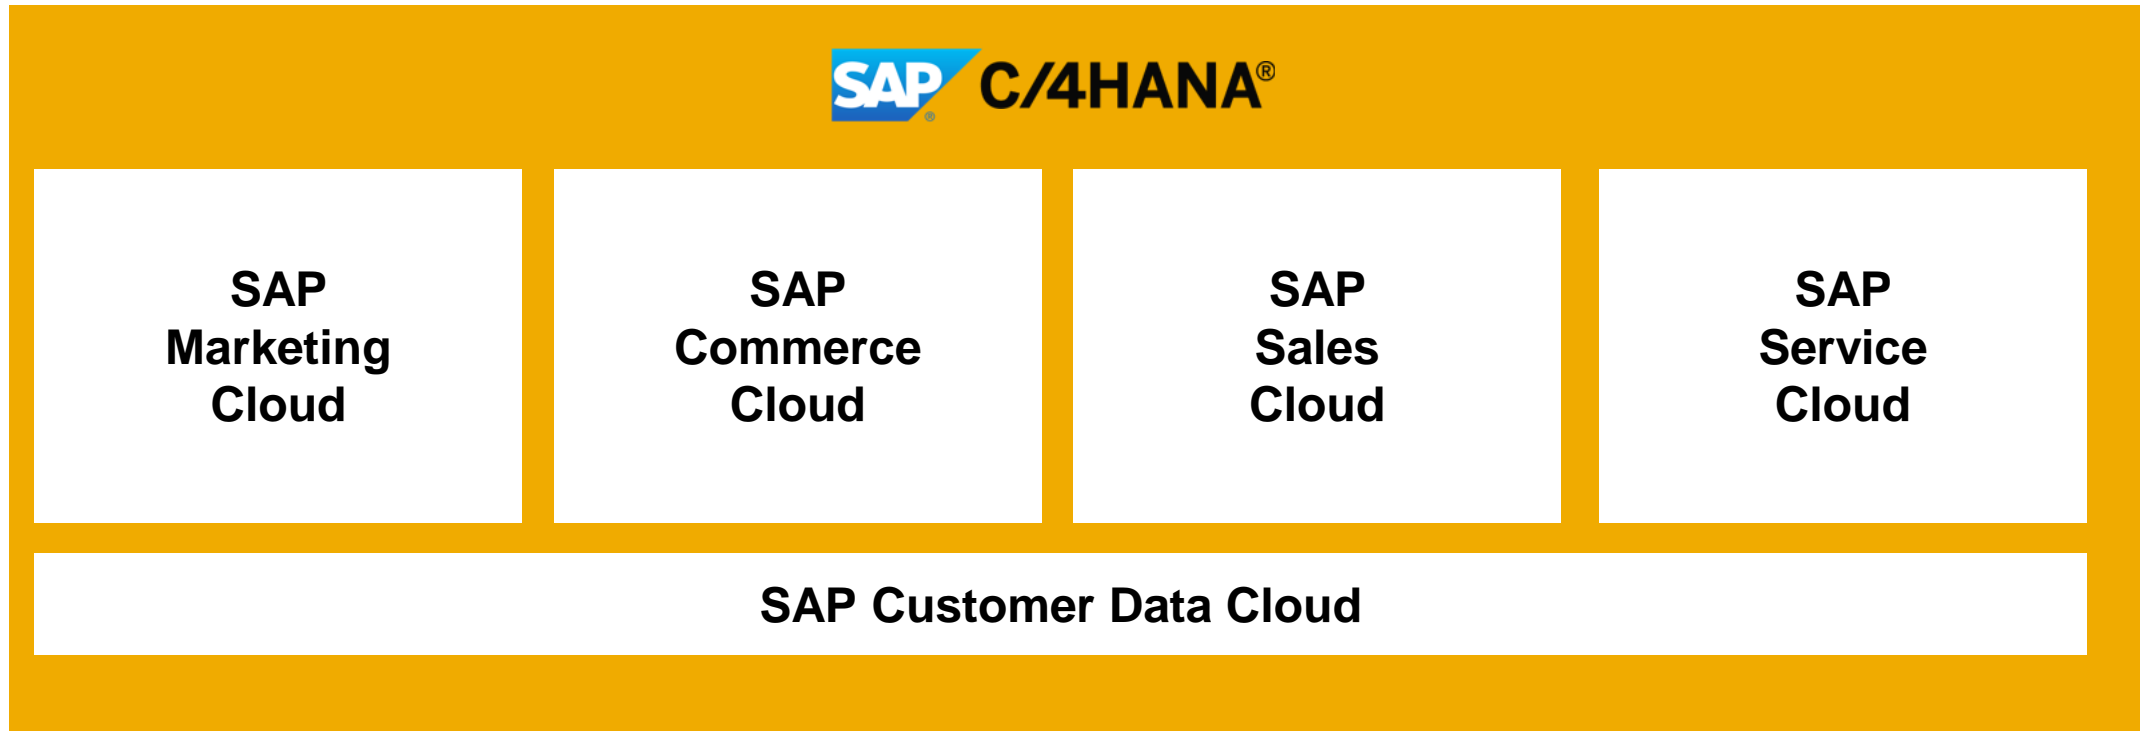 SAP® C/4HANA®
SAP
Marketing
Cloud
SAP
Commerce
Cloud
SAP
Sales
Cloud
SAP
Service
Cloud
SAP Customer Data Cloud